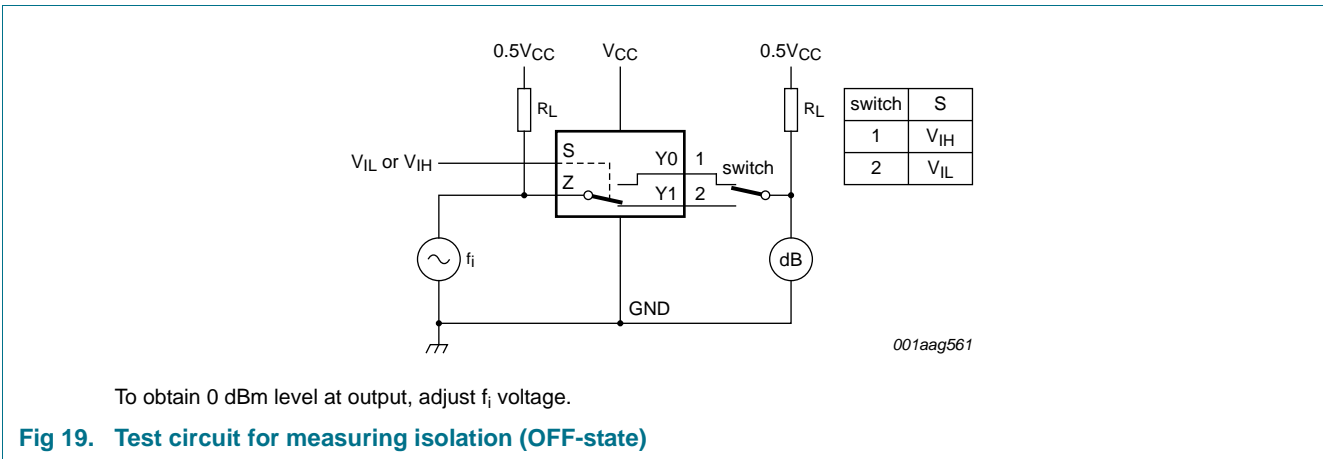 0.5VCC VCC 0.5VCC
RL RL
switch S
1 VIH
2 VIL
VIL or VIH
S Y0 1 switch
Z Y1 2
fi dB
GND
001aag561
To obtain 0 dBm level at output, adjust fi voltage.
Fig 19. Test circuit for measuring isolation (OFF-state)